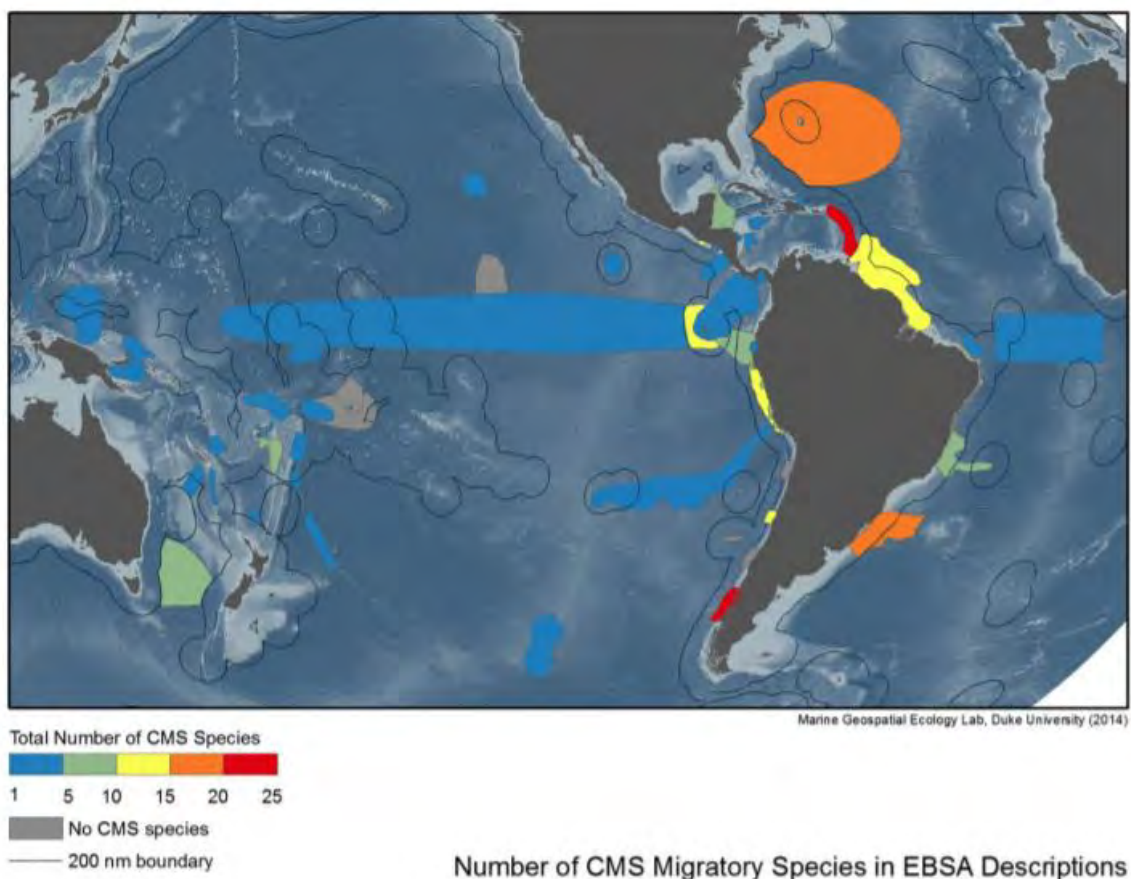 Marine Geospatial Ecology Lab, Duke University (2014)
Total Number of CMS Species
1 5 10 15 20 25
No CMS species
200 nm boundary
Number of CMS Migratory Species in EBSA Descriptions